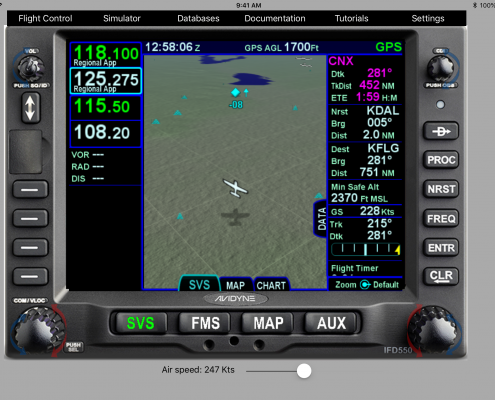 9:41 AM
100%
Flight Control Simulator Databases Documentation Tutorials Settings
VOL
PUSH SQ/ID
118.100
Regional App
125.275
Regional App
115.50
108.20
VOR ---
RAD ---
DIS ---
12:58:06 Z GPS AGL 1700Ft GPS
-08
CNX
Dtk 281°
TkDist 452 NM
ETE 1:59 H:M
Nrst KDAL
Brg 005°
Dist 2.0 NM
Dest KFLG
Brg 281°
Dist 751 NM
Min Safe Alt
2370 Ft MSL
GS 228 Kts
Trk 215°
Dtk 281°
Flight Timer
Zoom Default
DATA
SVS MAP CHART
D
PROC
NRST
FREQ
ENTR
CLR
COM/VLOC
PUSH
SEL
AVIDYNE
SVS FMS MAP AUX
IFD550
Air speed: 247 Kts